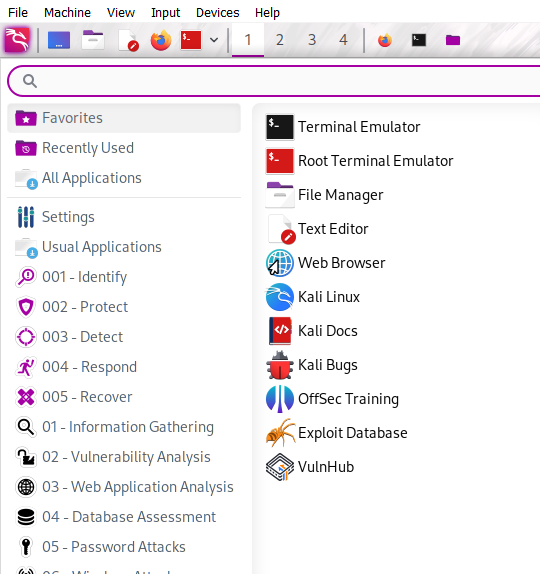 File Machine View Input Devices Help
1 2 3 4
Favorites
Recently Used
All Applications
Settings
Usual Applications
001 - Identify
002 - Protect
003 - Detect
004 - Respond
005 - Recover
01 - Information Gathering
02 - Vulnerability Analysis
03 - Web Application Analysis
04 - Database Assessment
05 - Password Attacks
Terminal Emulator
Root Terminal Emulator
File Manager
Text Editor
Web Browser
Kali Linux
Kali Docs
Kali Bugs
OffSec Training
Exploit Database
VulnHub